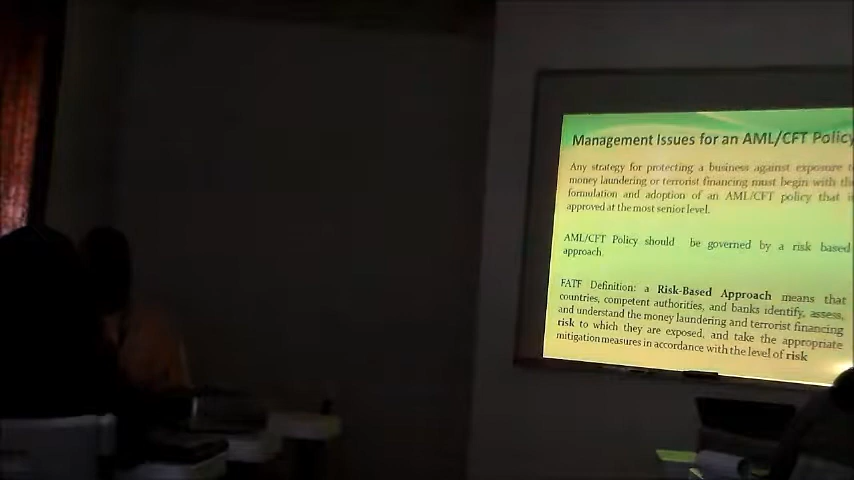 Management Issues for an AML/CFT Policy
Any strategy for protecting a business against exposure
money laundering or terrorist financing must begin with the
formulation and adoption of an AML/CFT policy that
approved at the most senior level.
AML/CFT Policy should be governed by a risk based
approach.
FATF Definition: a Risk-Based Approach means that
countries, competent authorities, and banks identify, assess,
and understand the money laundering and terrorist financing
risk to which they are exposed, and take the appropriate
mitigation measures in accordance with the level of risk